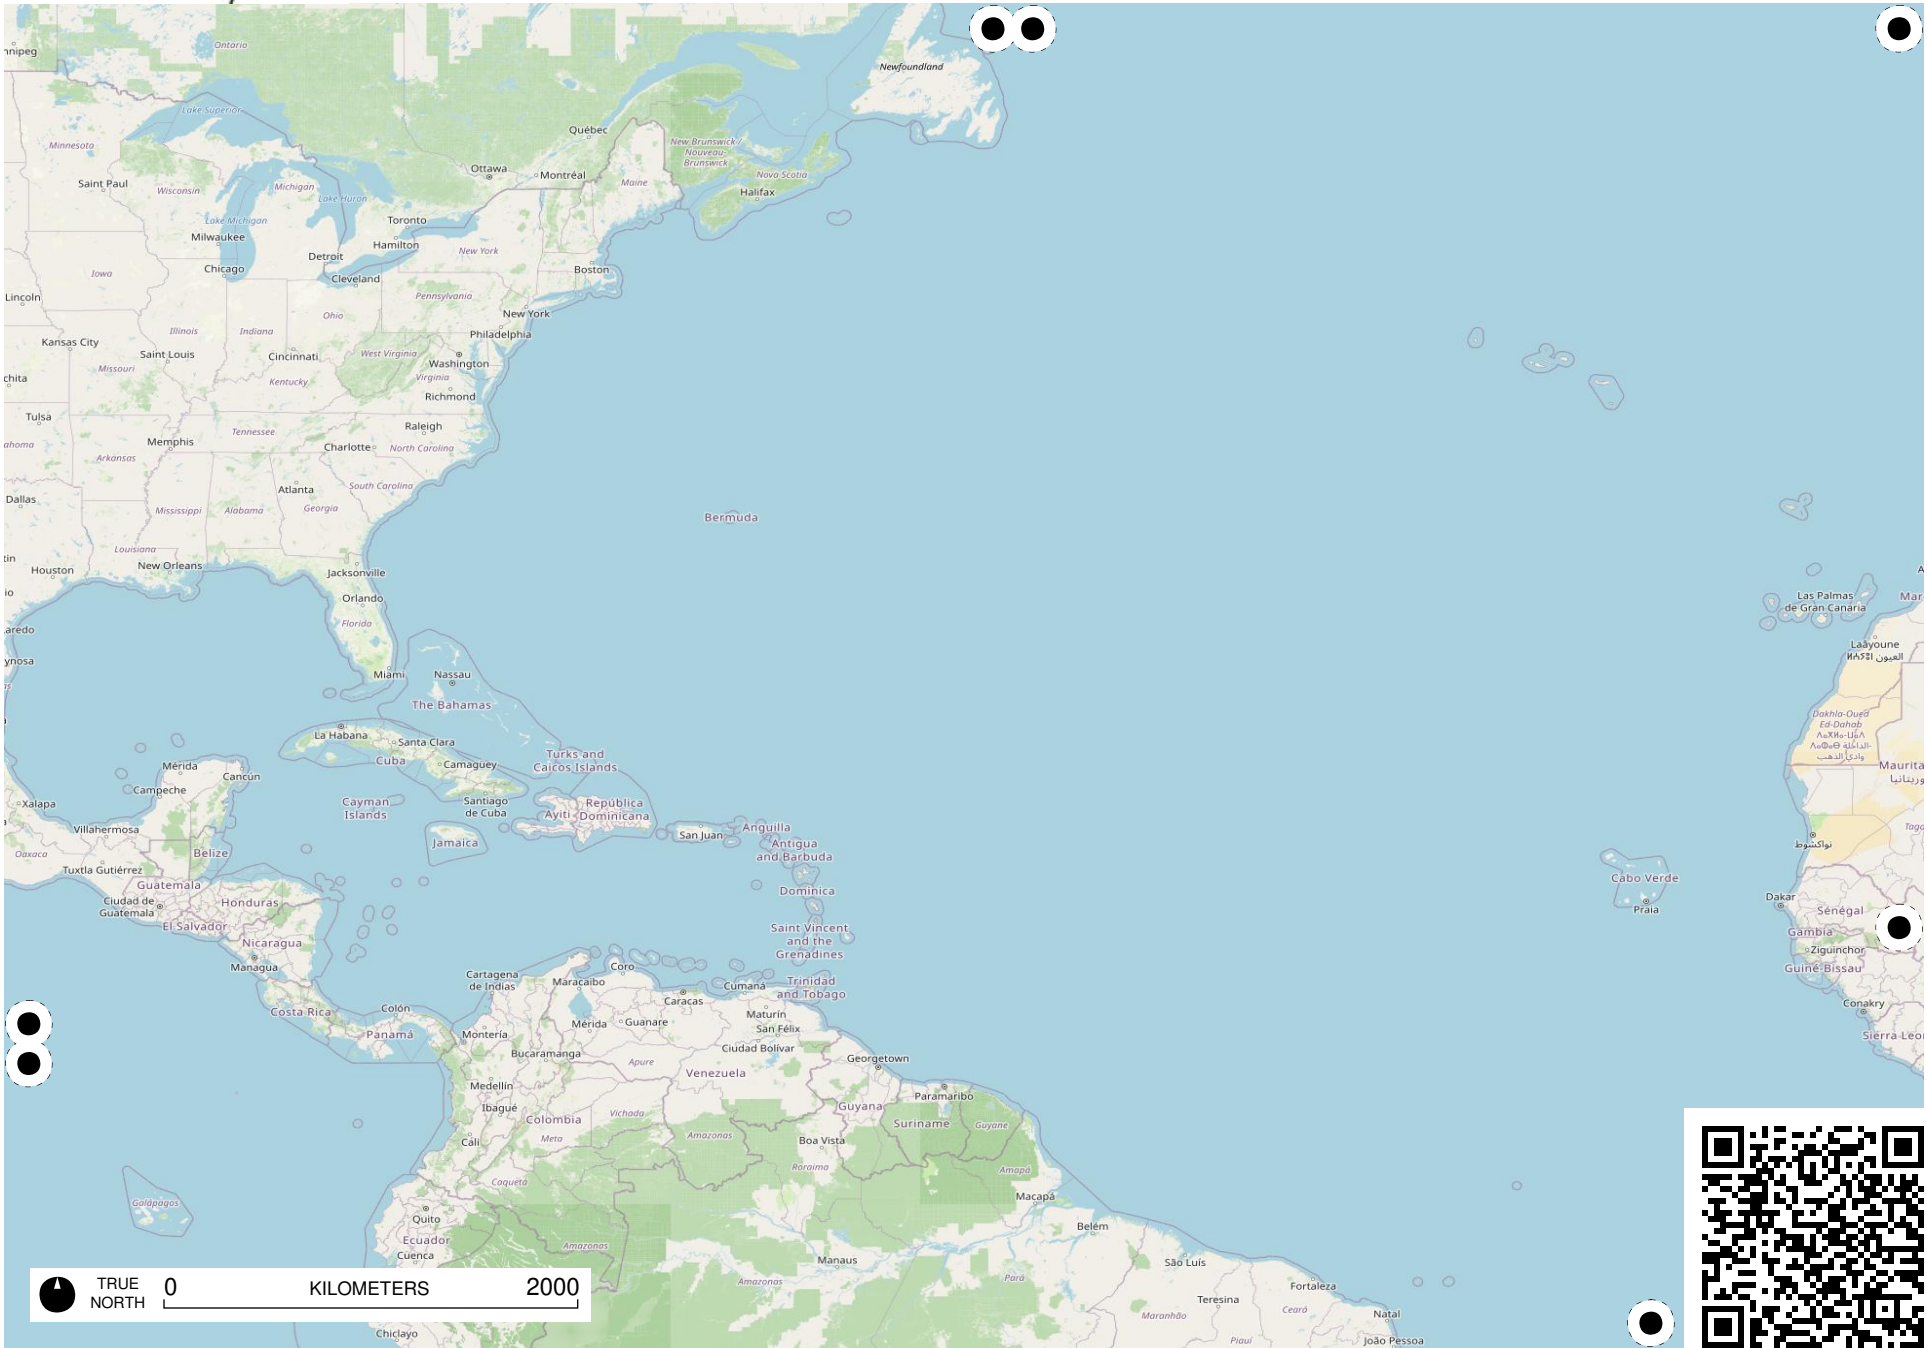 Ontario
Newfoundland
Lake Superior
Québec
Minnesota
New Brunswick /
Nouveau-
Brunswick
Ottawa
Montréal
Nova Scotia
Saint Paul
Wisconsin
Michigan
Maine
Halifax
Lake Huron
Lake Michigan
Toronto
Milwaukee
Hamilton
New York
Detroit
Chicago
Cleveland
Boston
Iowa
Lincoln
Pennsylvania
Ohio
New York
Illinois
Indiana
Philadelphia
Kansas City
Saint Louis
Cincinnati
West Virginia
Washington
Missouri
Virginia
Kentucky
Richmond
Tulsa
Raleigh
Tennessee
Memphis
Charlotte
North Carolina
Arkansas
South Carolina
Atlanta
Dallas
Mississippi
Alabama
Georgia
Bermuda
Louisiana
New Orleans
Houston
Jacksonville
Las Palmas
de Gran Canaria
Orlando
Florida
Laâyoune
ⵍⵄⵢⵓⵏ العيون
Miami
Nassau
The Bahamas
Dakhla-Oued
Ed-Dahab
La Habana
Santa Clara
Cuba
Camagüey
Turks and
Caicos Islands
Mérida
Cancún
Campeche
Cayman
Islands
Santiago
de Cuba
Ayiti
República
Dominicana
Xalapa
Villahermosa
Jamaica
San Juan
Anguilla
Antigua
and Barbuda
نواكشوط
Oaxaca
Belize
Tuxtla Gutiérrez
Guatemala
Cabo Verde
Praia
Dominica
Dakar
Sénégal
Ciudad de
Guatemala
Honduras
El Salvador
Saint Vincent
and the
Grenadines
Gambia
Nicaragua
Ziguinchor
Managua
Guiné-Bissau
Cartagena
de Indias
Coro
Maracaibo
Cumaná
Trinidad
and Tobago
Caracas
Conakry
Costa Rica
Colón
Maturín
Mérida
Guanare
San Félix
Panamá
Montería
Sierra Leo
Bucaramanga
Ciudad Bolívar
Apure
Georgetown
Venezuela
Medellín
Paramaribo
Ibagué
Guyana
Colombia
Vichada
Suriname
Guyane
Meta
Amazonas
Cali
Boa Vista
Roraima
Amapá
Caquetá
Macapá
Galápagos
Quito
Belém
Ecuador
Amazonas
Cuenca
Manaus
São Luís
Amazonas
Pará
Fortaleza
Teresina
Ceará
Maranhão
Natal
Chiclayo
Piauí
João Pessoa
TRUE
NORTH
0 KILOMETERS 2000